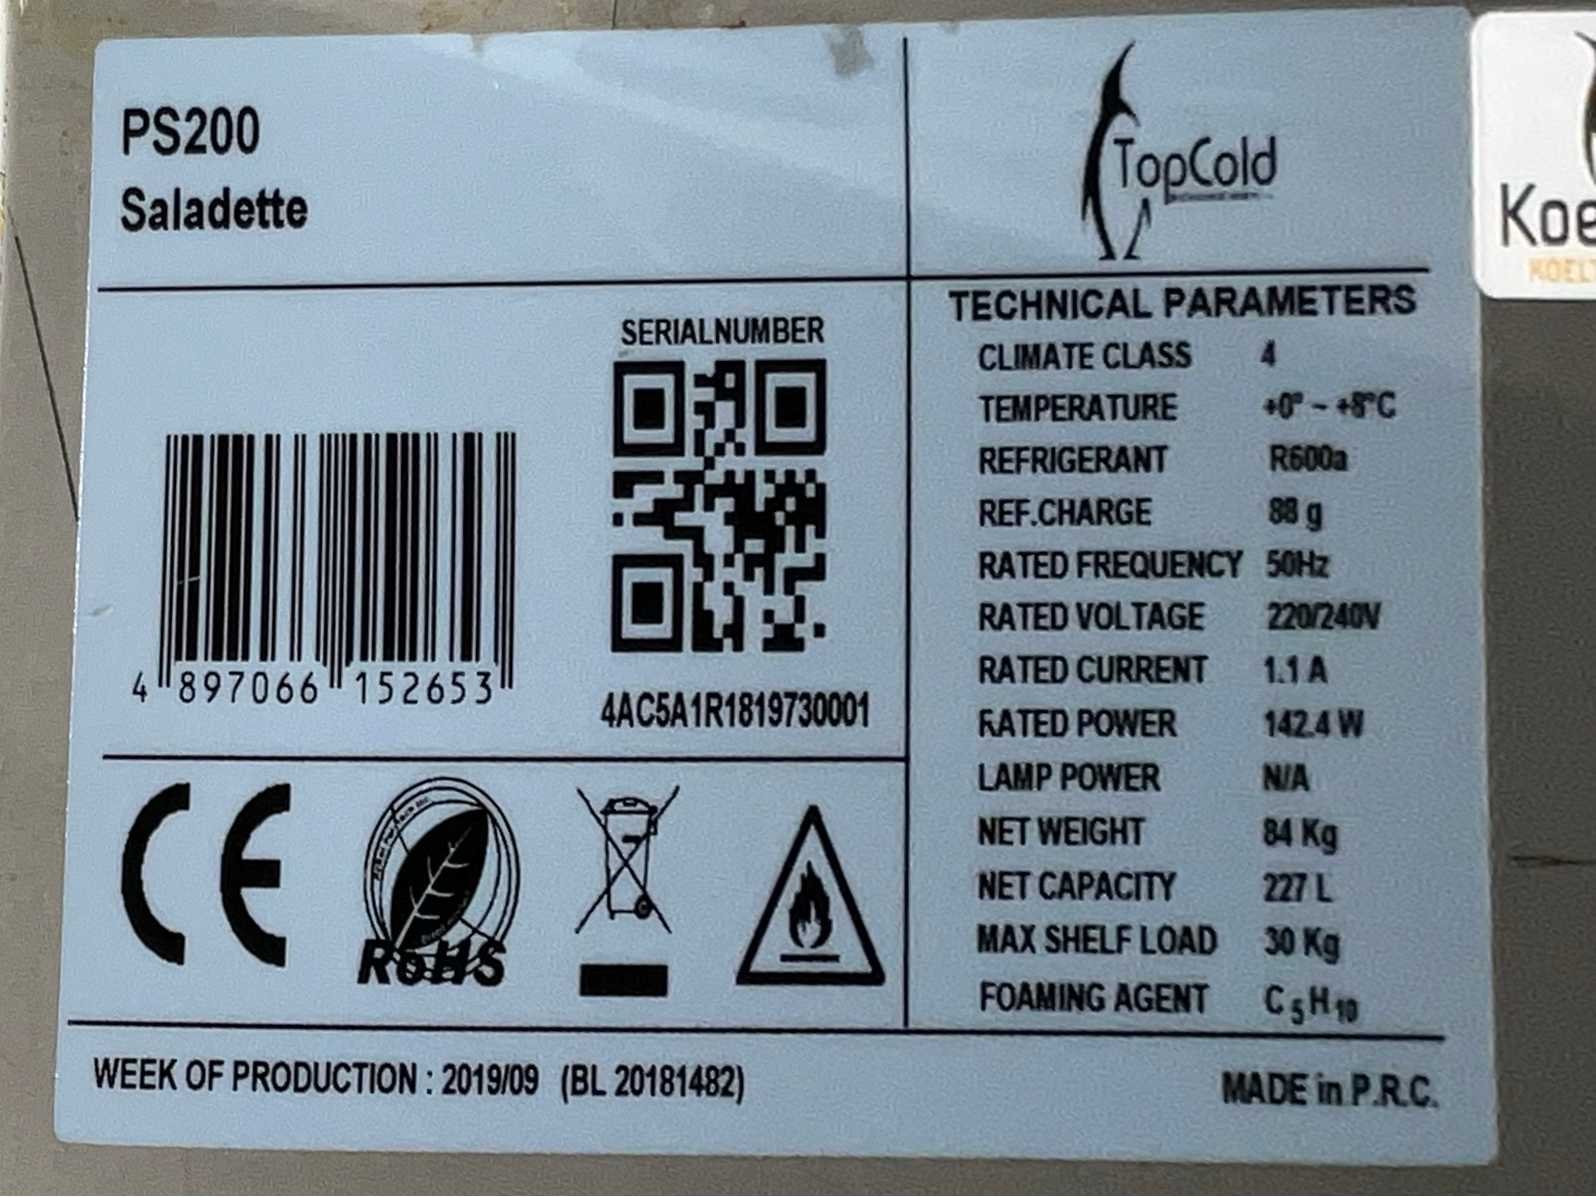 PS200
Saladette
TopCold
Koe
KOEL
SERIALNUMBER
4 897066 152653
4AC5A1R1819730001
CE
RoHS
TECHNICAL PARAMETERS
CLIMATE CLASS 4
TEMPERATURE +0° ~ +8°C
REFRIGERANT R600a
REF.CHARGE 88 g
RATED FREQUENCY 50Hz
RATED VOLTAGE 220/240V
RATED CURRENT 1.1 A
RATED POWER 142.4 W
LAMP POWER N/A
NET WEIGHT 84 Kg
NET CAPACITY 227 L
MAX SHELF LOAD 30 Kg
FOAMING AGENT C5H10
WEEK OF PRODUCTION : 2019/09 (BL 20181482)
MADE in P.R.C.